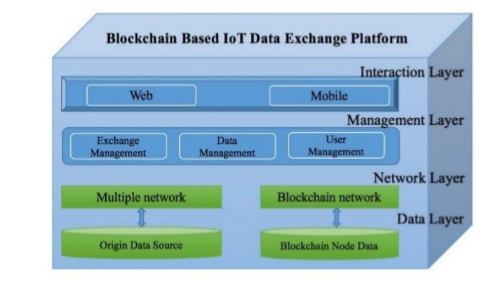 Blockchain Based IoT Data Exchange Platform
Interaction Layer
Web
Mobile
Management Layer
Exchange
Management
Data
Management
User
Management
Network Layer
Multiple network
Blockchain network
Data Layer
Origin Data Source
Blockchain Node Data